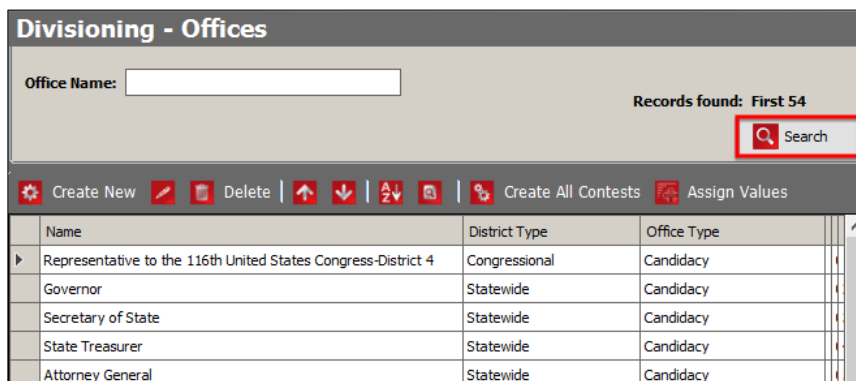 Divisioning - Offices
Office Name:
Records found: First 54
Search
Create New Delete Create All Contests Assign Values
Name District Type Office Type
Representative to the 116th United States Congress-District 4 Congressional Candidacy
Governor Statewide Candidacy
Secretary of State Statewide Candidacy
State Treasurer Statewide Candidacy
Attorney General Statewide Candidacy